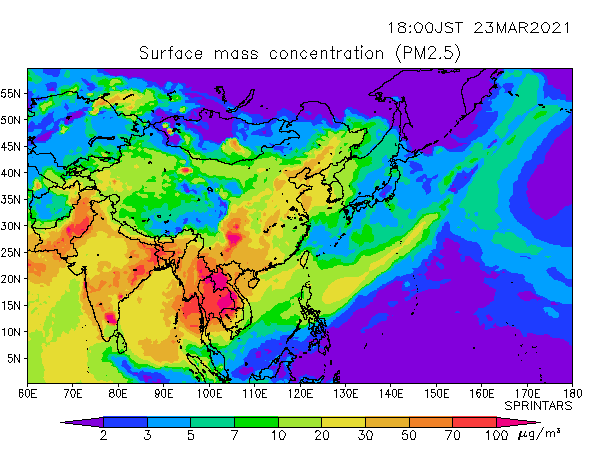 18:00JST 23MAR2021
Surface mass concentration (PM2.5)
55N
50N
45N
40N
35N
30N
25N
20N
15N
10N
5N
60E 70E 80E 90E 100E 110E 120E 130E 140E 150E 160E 170E 180
SPRINTARS
2 3 5 7 10 20 30 50 70 100 μg/m³